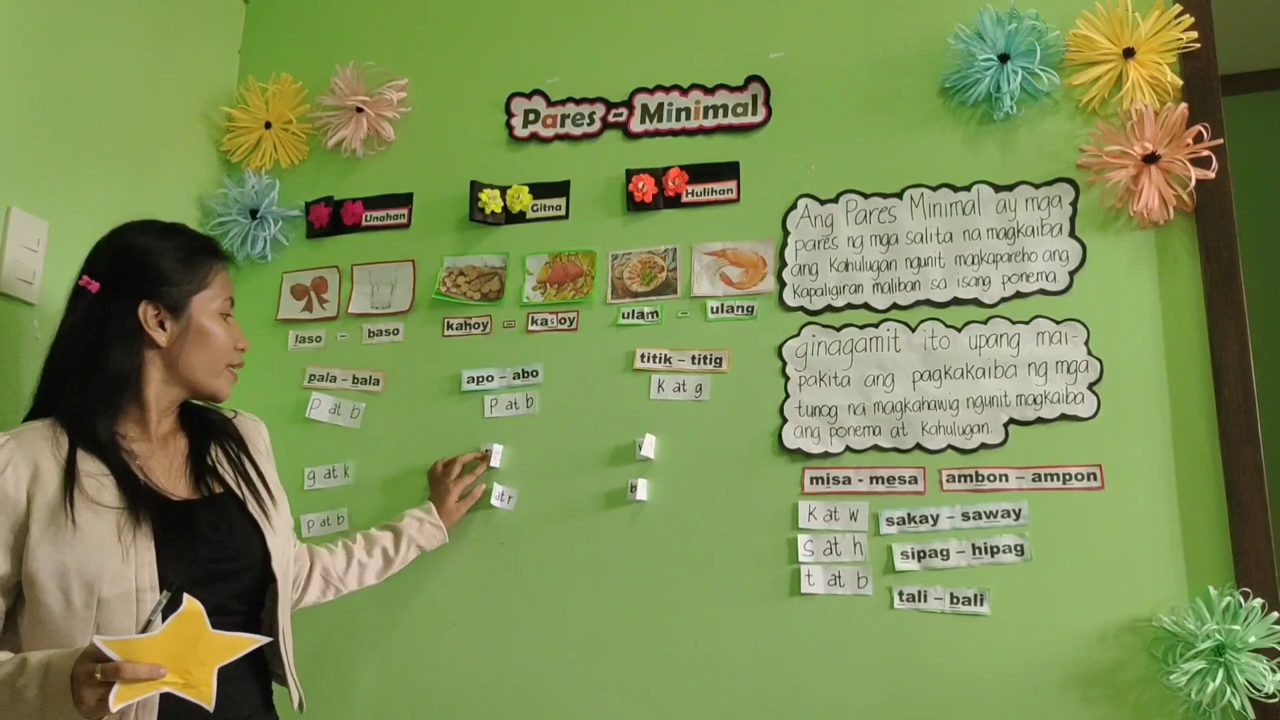 Pares - Minimal
Unahan
Gitna
Hulihan
laso - baso
kahoy - kasoy
ulam - ulang
pala - bala
P at b
apo - abo
P at b
titik - titig
K at g
g at k
P at b
at r
b
Ang Pares Minimal ay mga
pares ng mga salita na magkaiba
ang Kahulugan ngunit magkapareho ang
kapaligiran maliban sa isang ponema.
ginagamit ito upang mai-
pakita ang pagkakaiba ng mga
tunog na magkahawig ngunit magkaiba
ang ponema at kahulugan.
misa - mesa
ambon - ampon
K at w
sakay - saway
s at h
sipag - hipag
t at b
tali - bali